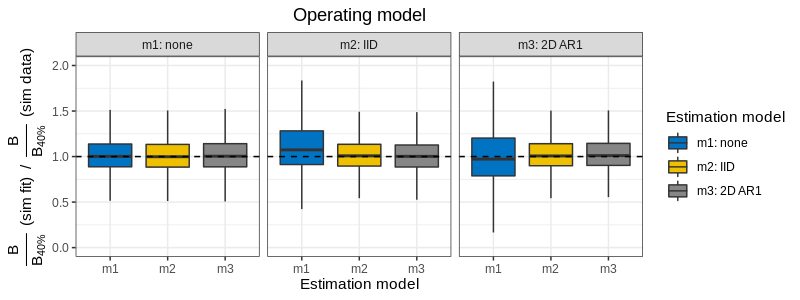 Operating model
m1: none
m2: IID
m3: 2D AR1
B/B40% (sim fit) / B/B40% (sim data)
2.0
1.5
1.0
0.5
0.0
m1 m2 m3
m1 m2 m3
m1 m2 m3
Estimation model
Estimation model
m1: none
m2: IID
m3: 2D AR1